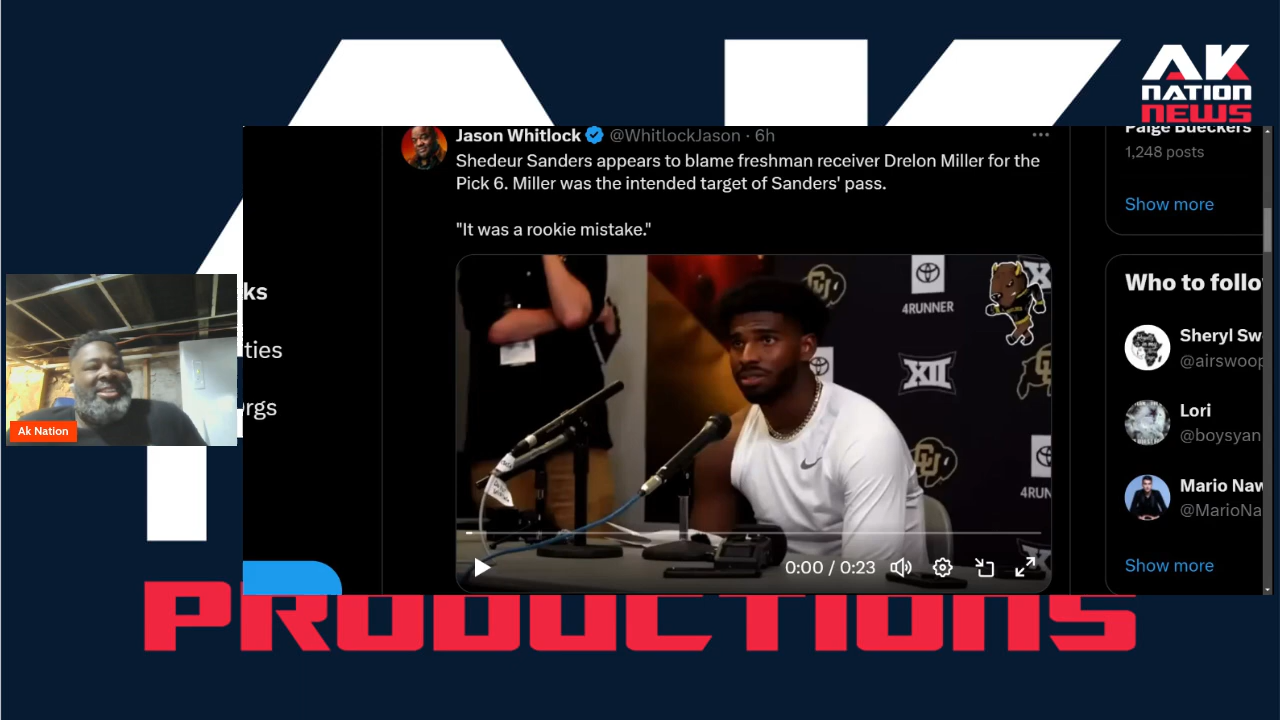 AK
NATION
NEWS
Jason Whitlock @WhitlockJason · 6h
Shedeur Sanders appears to blame freshman receiver Drelon Miller for the
Pick 6. Miller was the intended target of Sanders' pass.
"It was a rookie mistake."
Paige Bueckers
1,248 posts
Show more
Who to follo
Sheryl Sw
@airswoop
Lori
@boysyan
Mario Naw
@MarioNa
Show more
ks
ties
rgs
4RUNNER
XII
CU
4RUN
0:00 / 0:23
Ak Nation
PRODUCTIONS